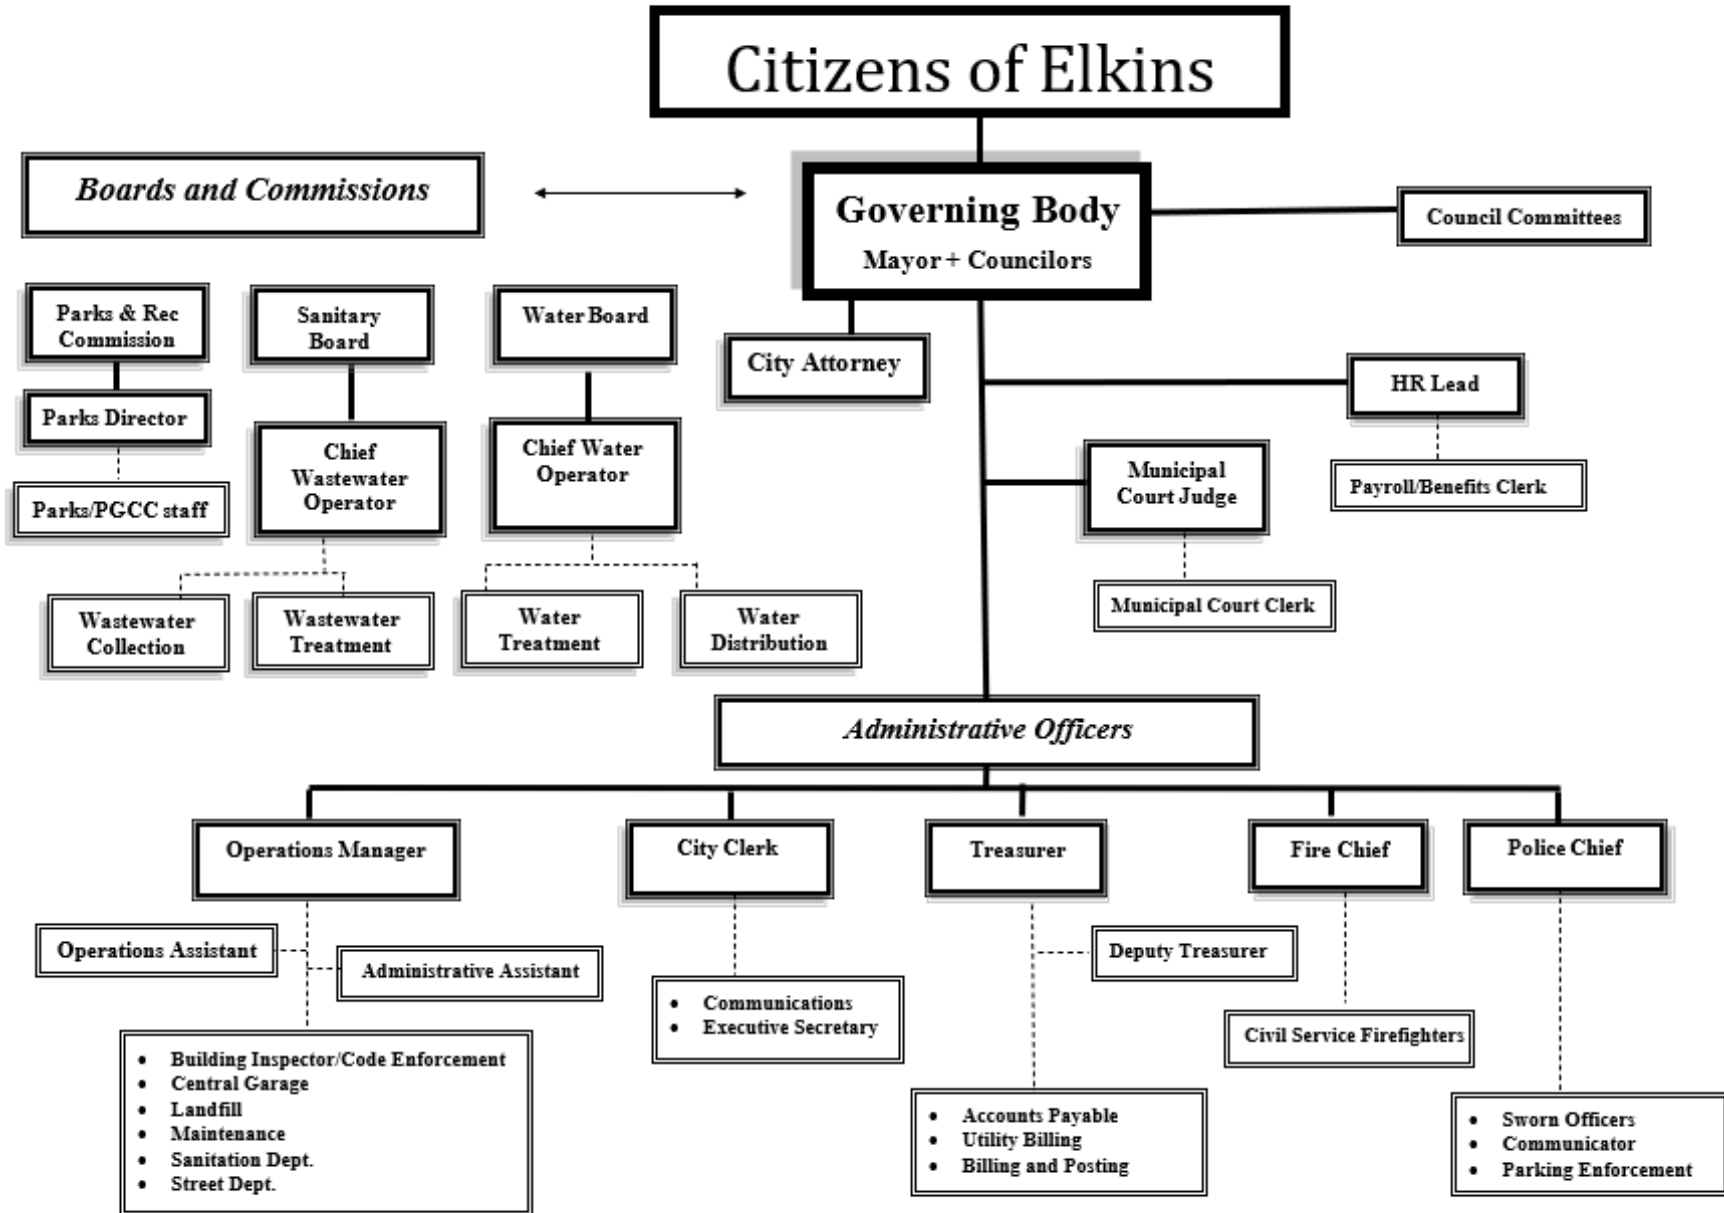 Citizens of Elkins
Boards and Commissions
Governing Body
Mayor + Councilors
Council Committees
Parks & Rec
Commission
Sanitary
Board
Water Board
City Attorney
HR Lead
Parks Director
Chief
Wastewater
Operator
Chief Water
Operator
Municipal
Court Judge
Payroll/Benefits Clerk
Parks/PGCC staff
Municipal Court Clerk
Wastewater
Collection
Wastewater
Treatment
Water
Treatment
Water
Distribution
Administrative Officers
Operations Manager
City Clerk
Treasurer
Fire Chief
Police Chief
Operations Assistant
Administrative Assistant
Deputy Treasurer
• Communications
• Executive Secretary
Civil Service Firefighters
• Building Inspector/Code Enforcement
• Central Garage
• Landfill
• Maintenance
• Sanitation Dept.
• Street Dept.
• Accounts Payable
• Utility Billing
• Billing and Posting
• Sworn Officers
• Communicator
• Parking Enforcement